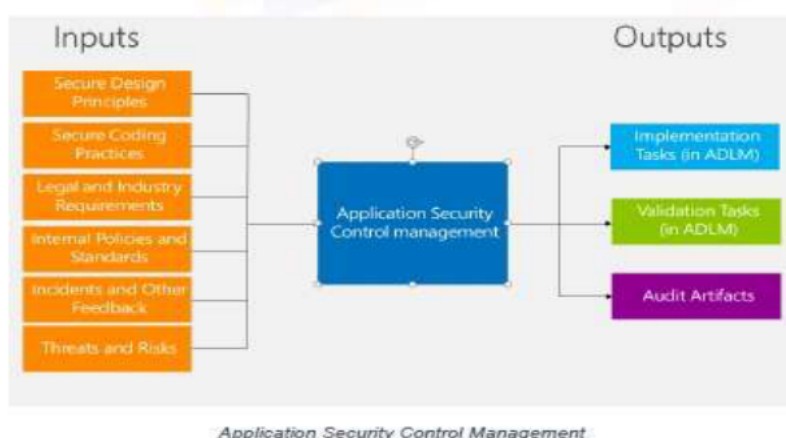 Inputs
Outputs
Secure Design
Principles
Secure Coding
Practices
Legal and Industry
Requirements
Internal Policies and
Standards
Incidents and Other
Feedback
Threats and Risks
Application Security
Control management
Implementation
Tasks (in ADLM)
Validation Tasks
(in ADLM)
Audit Artifacts
Application Security Control Management